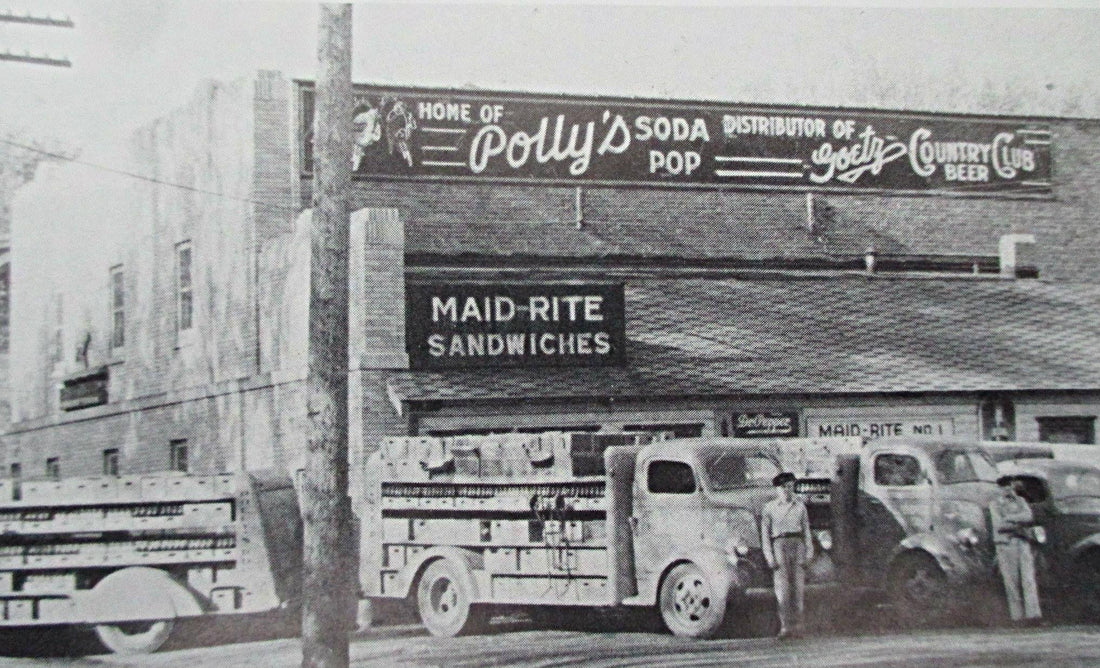 HOME OF
Polly's SODA POP
DISTRIBUTOR OF
Goetz COUNTRY CLUB BEER
MAID-RITE
SANDWICHES
Dr. Pepper
MAID-RITE NO. 1